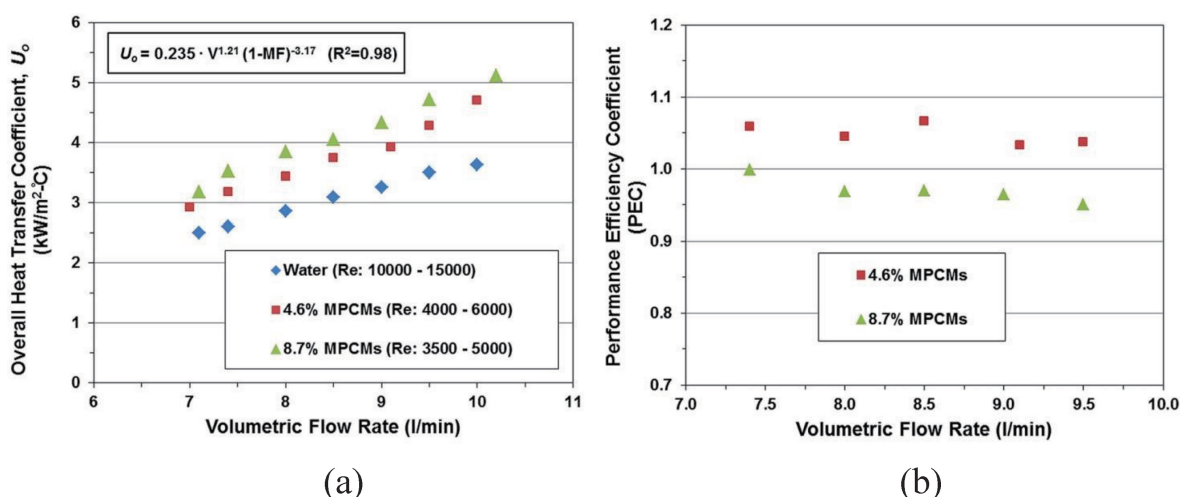 6
5
4
3
2
1
0
Overall Heat Transfer Coefficient, Uo
(kW/m²-°C)
Uo = 0.235 · V^1.21 (1-MF)^-3.17 (R²=0.98)
Water (Re: 10000 - 15000)
4.6% MPCMs (Re: 4000 - 6000)
8.7% MPCMs (Re: 3500 - 5000)
6 7 8 9 10 11
Volumetric Flow Rate (l/min)
(a)
1.2
1.1
1.0
0.9
0.8
0.7
Performance Efficiency Coefficient
(PEC)
4.6% MPCMs
8.7% MPCMs
7.0 7.5 8.0 8.5 9.0 9.5 10.0
Volumetric Flow Rate (l/min)
(b)